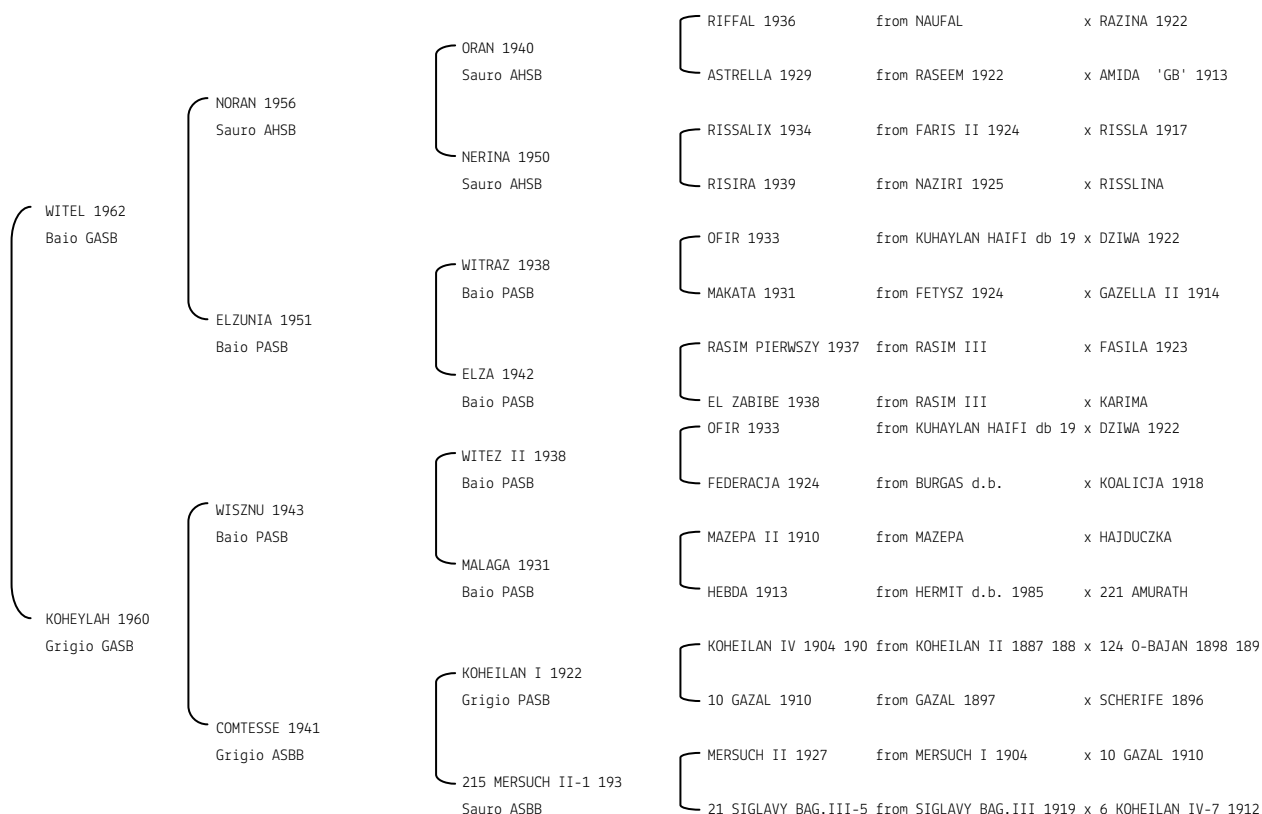 RIFFAL 1936 from NAUFAL x RAZINA 1922
ORAN 1940
Sauro AHSB
ASTRELLA 1929 from RASEEM 1922 x AMIDA 'GB' 1913
NORAN 1956
Sauro AHSB
RISSALIX 1934 from FARIS II 1924 x RISSLA 1917
NERINA 1950
Sauro AHSB
RISIRA 1939 from NAZIRI 1925 x RISSLINA
WITEL 1962
Baio GASB
OFIR 1933 from KUHAYLAN HAIFI db 19 x DZIWA 1922
WITRAZ 1938
Baio PASB
MAKATA 1931 from FETYSZ 1924 x GAZELLA II 1914
ELZUNIA 1951
Baio PASB
RASIM PIERWSZY 1937 from RASIM III x FASILA 1923
ELZA 1942
Baio PASB
EL ZABIBE 1938 from RASIM III x KARIMA
OFIR 1933 from KUHAYLAN HAIFI db 19 x DZIWA 1922
WITEZ II 1938
Baio PASB
FEDERACJA 1924 from BURGAS d.b. x KOALICJA 1918
WISZNU 1943
Baio PASB
MAZEPA II 1910 from MAZEPA x HAJDUCZKA
MALAGA 1931
Baio PASB
HEBDA 1913 from HERMIT d.b. 1985 x 221 AMURATH
KOHEYLAH 1960
Grigio GASB
KOHEILAN IV 1904 190 from KOHEILAN II 1887 188 x 124 O-BAJAN 1898 189
KOHEILAN I 1922
Grigio PASB
10 GAZAL 1910 from GAZAL 1897 x SCHERIFE 1896
COMTESSE 1941
Grigio ASBB
MERSUCH II 1927 from MERSUCH I 1904 x 10 GAZAL 1910
215 MERSUCH II-1 193
Sauro ASBB
21 SIGLAVY BAG.III-5 from SIGLAVY BAG.III 1919 x 6 KOHEILAN IV-7 1912